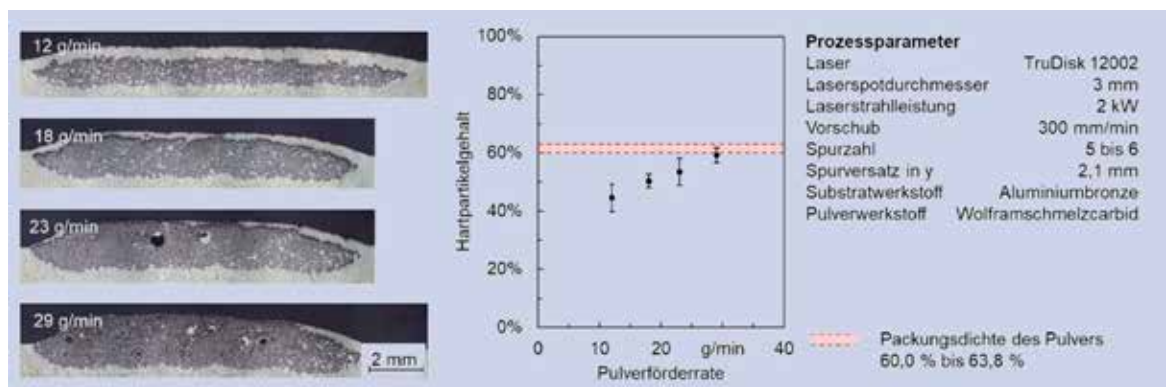 12 g/min
18 g/min
23 g/min
29 g/min
2 mm
100%
80%
60%
40%
20%
0%
Hartpartikelgehalt
0 10 20 g/min 40
Pulverförderrate
Prozessparameter
Laser TruDisk 12002
Laserspotdurchmesser 3 mm
Laserstrahlleistung 2 kW
Vorschub 300 mm/min
Spurzahl 5 bis 6
Spurversatz in y 2,1 mm
Substratwerkstoff Aluminiumbronze
Pulverwerkstoff Wolframschmelzcarbid
Packungsdichte des Pulvers
60,0 % bis 63,8 %